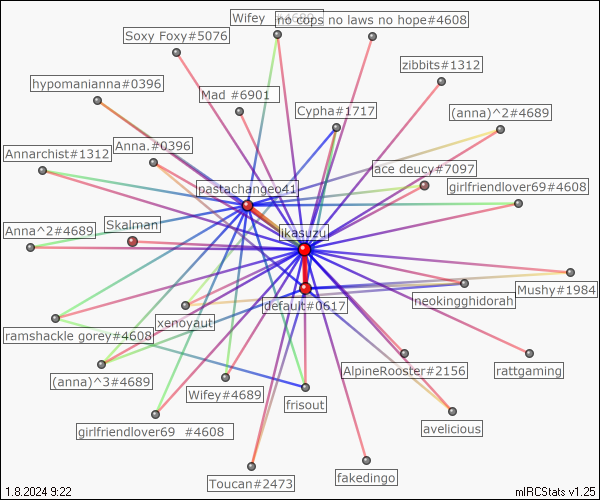 Wifey #4689
no cops no laws no hope#4608
Soxy Foxy#5076
zibbits#1312
hypomanianna#0396
Mad #6901
Cypha#1717
(anna)^2#4689
Annarchist#1312
Anna.#0396
ace deucy#7097
pastachangeo41
girlfriendlover69#4608
Anna^2#4689
Skalman
ikasuzu
default#0617
neokingghidorah
Mushy#1984
ramshackle gorey#4608
xenoyaut
AlpineRooster#2156
rattgaming
(anna)^3#4689
Wifey#4689
frisout
avelicious
girlfriendlover69 #4608
Toucan#2473
fakedingo
1.8.2024 9:22
mIRCStats v1.25